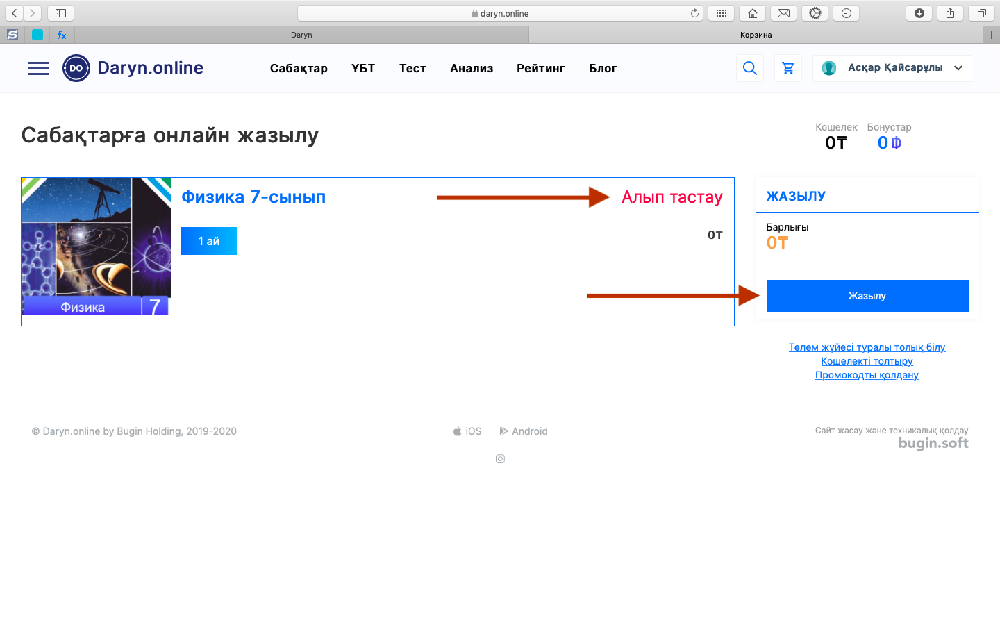 daryn.online
Daryn
Корзина
DO Daryn.online
Сабақтар ҰБТ Тест Анализ Рейтинг Блог
Асқар Қайсарұлы
Сабақтарға онлайн жазылу
Кошелек Бонустар
0₸ 0
Физика 7-сынып
Алып тастау
1 ай
0₸
Физика 7
ЖАЗЫЛУ
Барлығы
0₸
Жазылу
Төлем жүйесі туралы толық білу
Кошелекті толтыру
Промокодты қолдану
© Daryn.online by Bugin Holding, 2019-2020
iOS Android
Сайт жасау және техникалық қолдау
bugin.soft